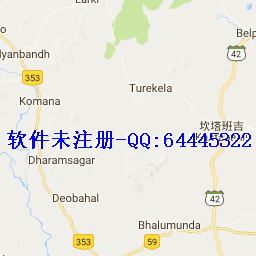 Larki
Belp
lyanbandh
42
353
Turekela
Komana
坎塔班吉
软件未注册-QQ:64445322
Dharamsagar
42
Deobahal
Bhalumunda
353
59